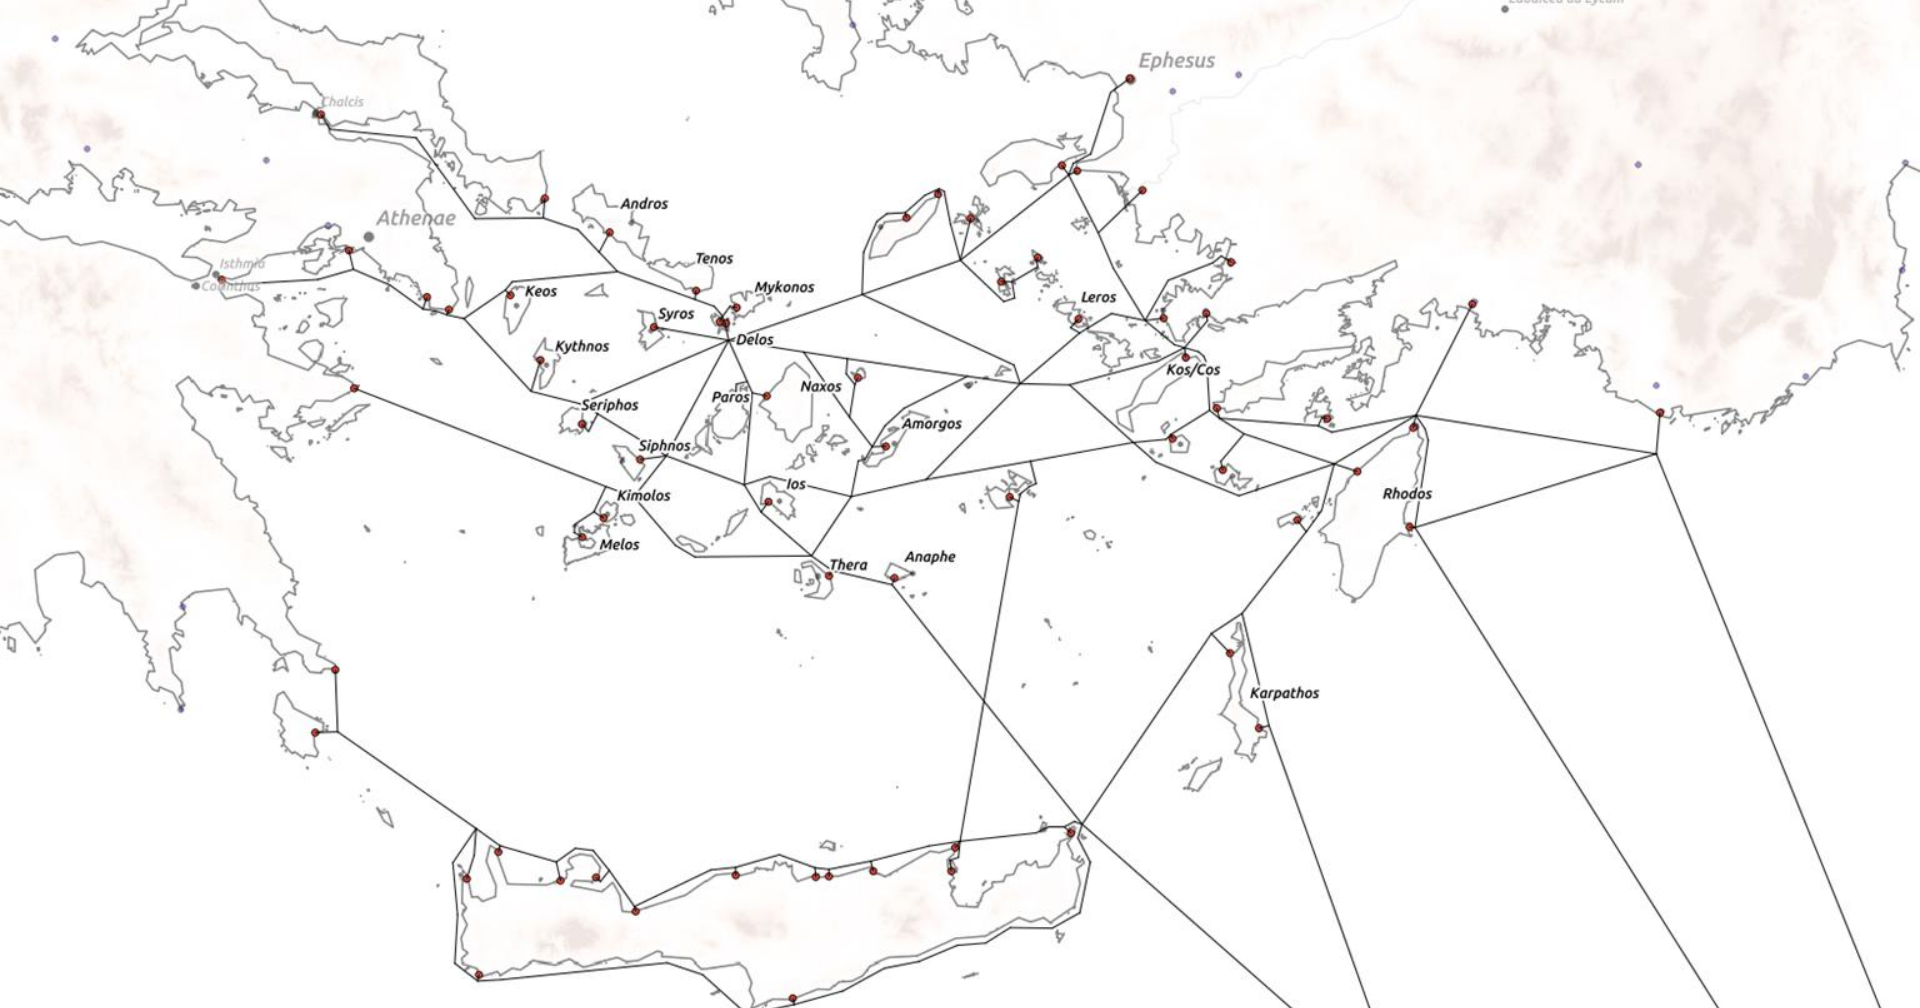 Ephesus
Chalcis
Andros
Athenae
Tenos
Isthmia
Corinthus
Mykonos
Keos
Leros
Syros
Delos
Kythnos
Kos/Cos
Naxos
Paros
Seriphos
Amorgos
Siphnos
Ios
Kimolos
Rhodos
Melos
Anaphe
Thera
Karpathos